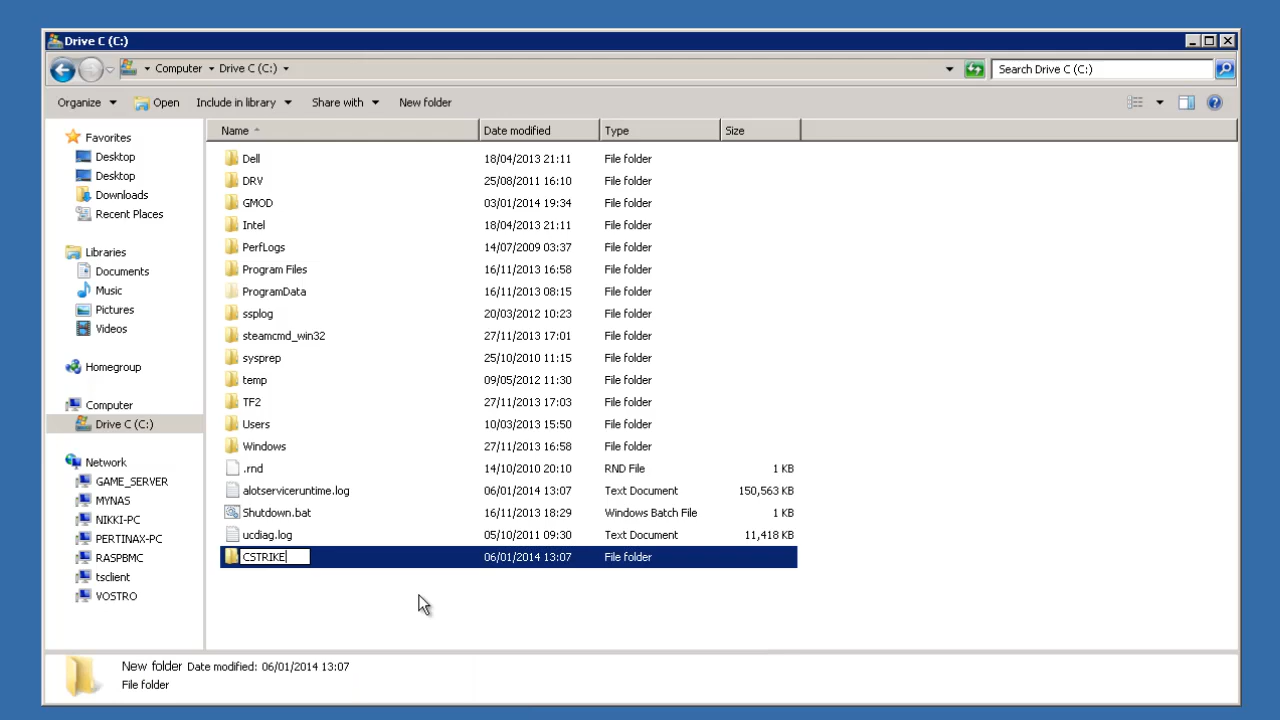 Drive C (C:)
Computer Drive C (C:) Search Drive C (C:)
Organize Open Include in library Share with New folder
Name Date modified Type Size
Favorites
Desktop
Desktop
Downloads
Recent Places
Libraries
Documents
Music
Pictures
Videos
Homegroup
Computer
Drive C (C:)
Network
GAME_SERVER
MYNAS
NIKKI-PC
PERTINAX-PC
RASPBMC
tsclient
VOSTRO
Dell 18/04/2013 21:11 File folder
DRV 25/08/2011 16:10 File folder
GMOD 03/01/2014 19:34 File folder
Intel 18/04/2013 21:11 File folder
PerfLogs 14/07/2009 03:37 File folder
Program Files 16/11/2013 16:58 File folder
ProgramData 16/11/2013 08:15 File folder
ssplog 20/03/2012 10:23 File folder
steamcmd_win32 27/11/2013 17:01 File folder
sysprep 25/10/2010 11:15 File folder
temp 09/05/2012 11:30 File folder
TF2 27/11/2013 17:03 File folder
Users 10/03/2013 15:50 File folder
Windows 27/11/2013 16:58 File folder
.rnd 14/10/2010 20:10 RND File 1 KB
alotserviceruntime.log 06/01/2014 13:07 Text Document 150,563 KB
Shutdown.bat 16/11/2013 18:29 Windows Batch File 1 KB
ucdiag.log 05/10/2011 09:30 Text Document 11,418 KB
CSTRIKE 06/01/2014 13:07 File folder
New folder Date modified: 06/01/2014 13:07
File folder